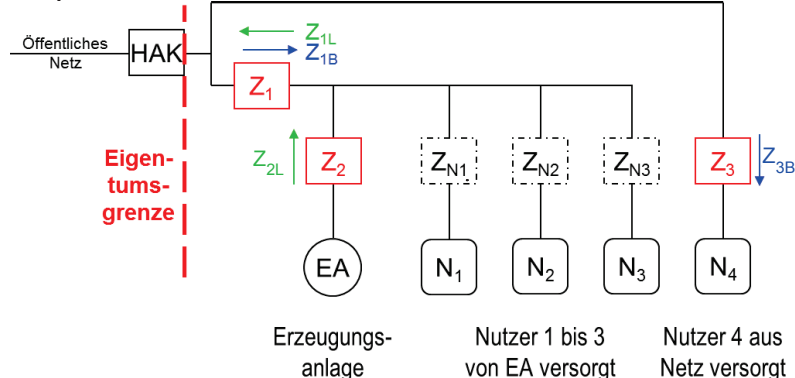 Öffentliches
Netz
HAK
Z1L
Z1B
Z1
Eigen-
tums-
grenze
Z2L
Z2
ZN1.
ZN2
ZN3
Z3
Z3B
EA
N1
N2
N3
N4
Erzeugungs-
anlage
Nutzer 1 bis 3
von EA versorgt
Nutzer 4 aus
Netz versorgt